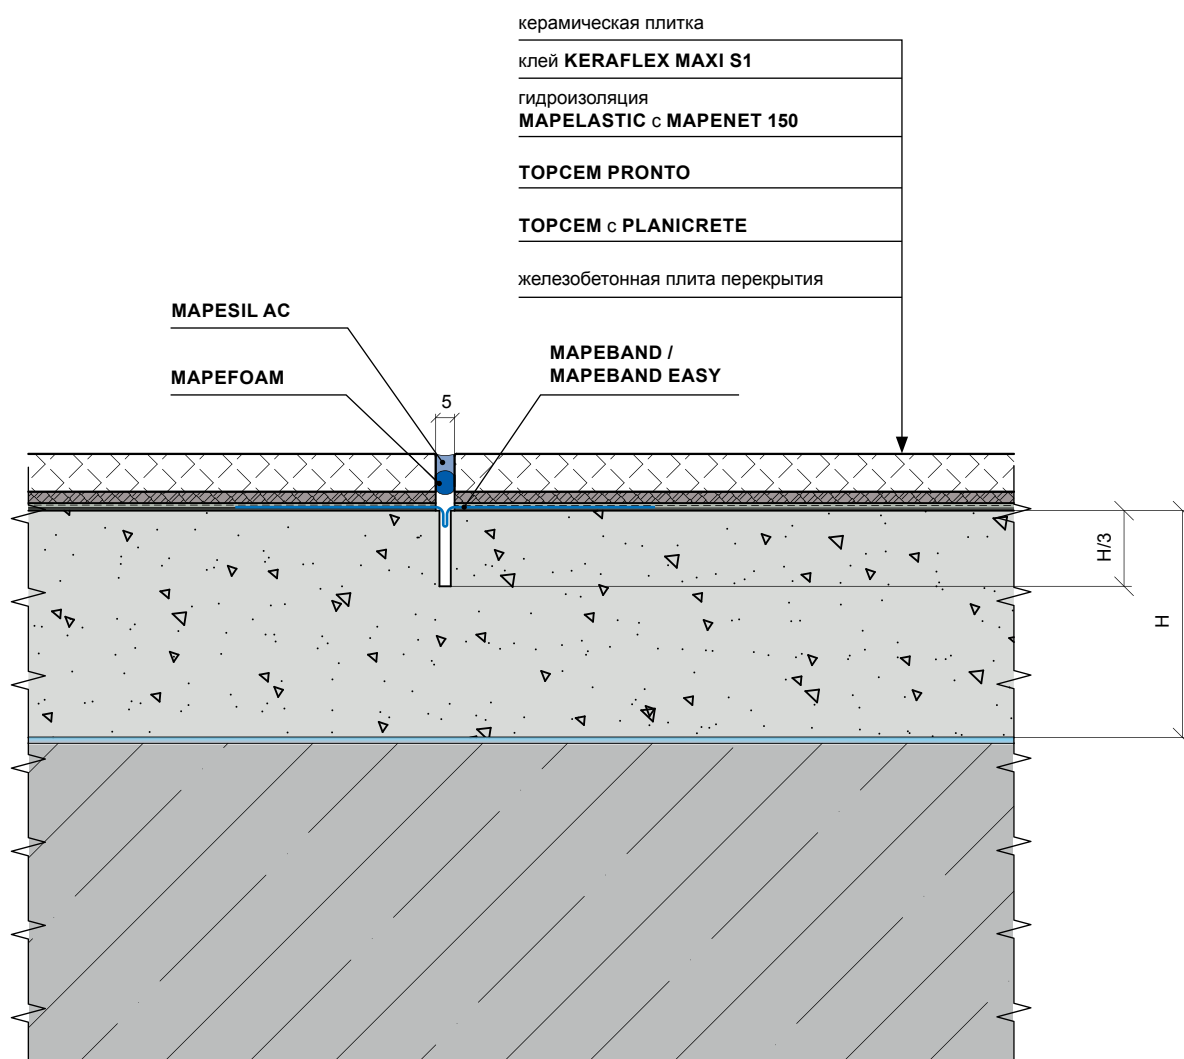 керамическая плитка
клей KERAFLEX MAXI S1
гидроизоляция
MAPELASTIC с MAPENET 150
TOPCEM PRONTO
TOPCEM с PLANICRETE
железобетонная плита перекрытия
MAPESIL AC
MAPEFOAM
MAPEBAND /
MAPEBAND EASY
5
H/3
H